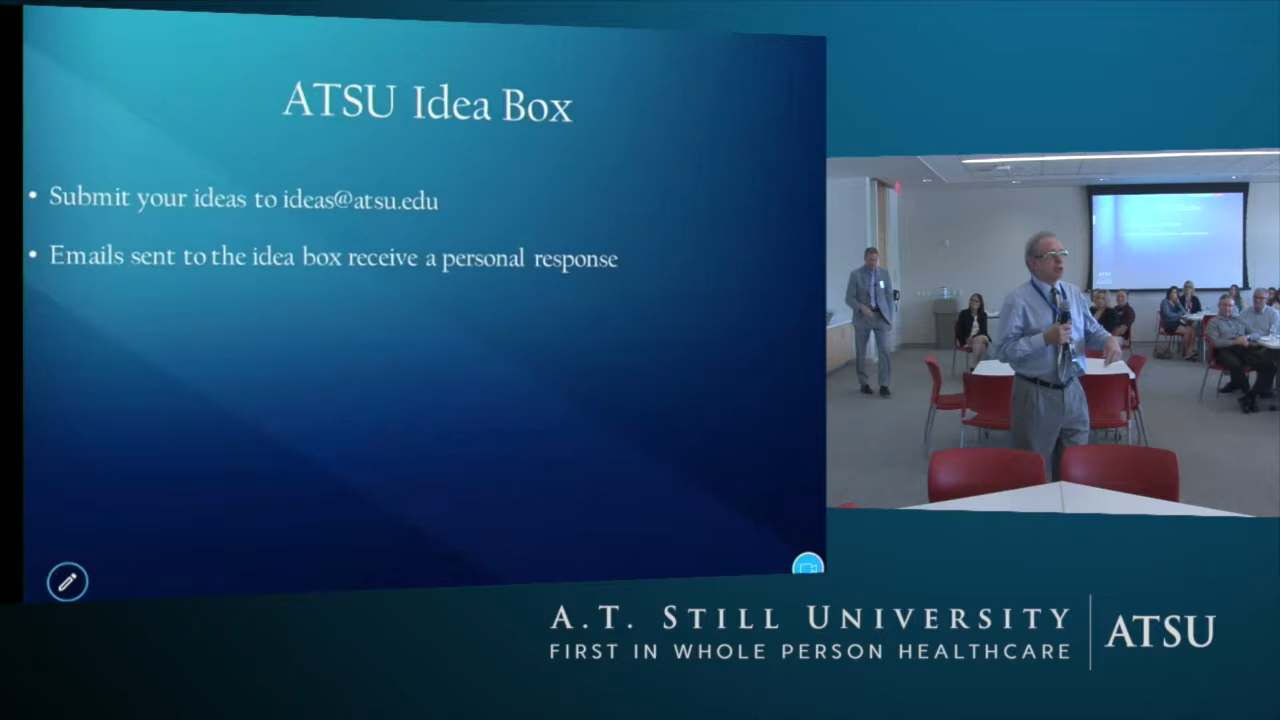 ATSU Idea Box
• Submit your ideas to ideas@atsu.edu
• Emails sent to the idea box receive a personal response
A.T. STILL UNIVERSITY
FIRST IN WHOLE PERSON HEALTHCARE
ATSU